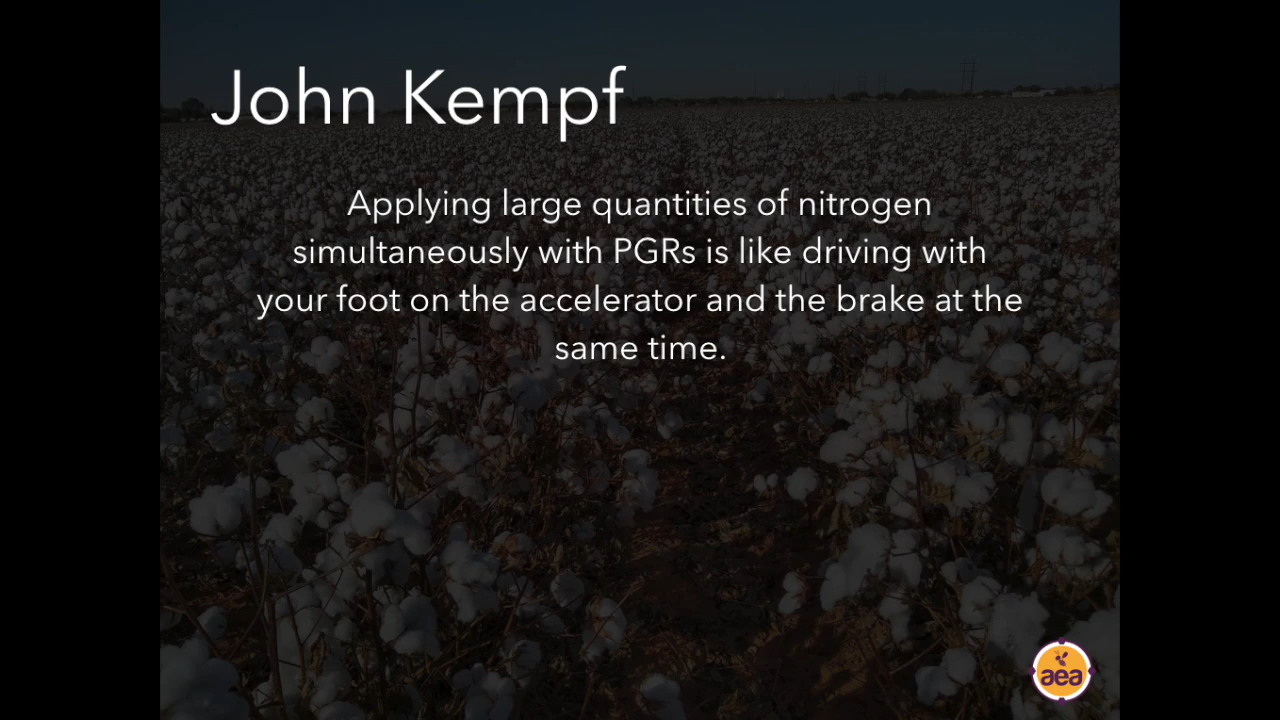 John Kempf
Applying large quantities of nitrogen
simultaneously with PGRs is like driving with
your foot on the accelerator and the brake at the
same time.
aea